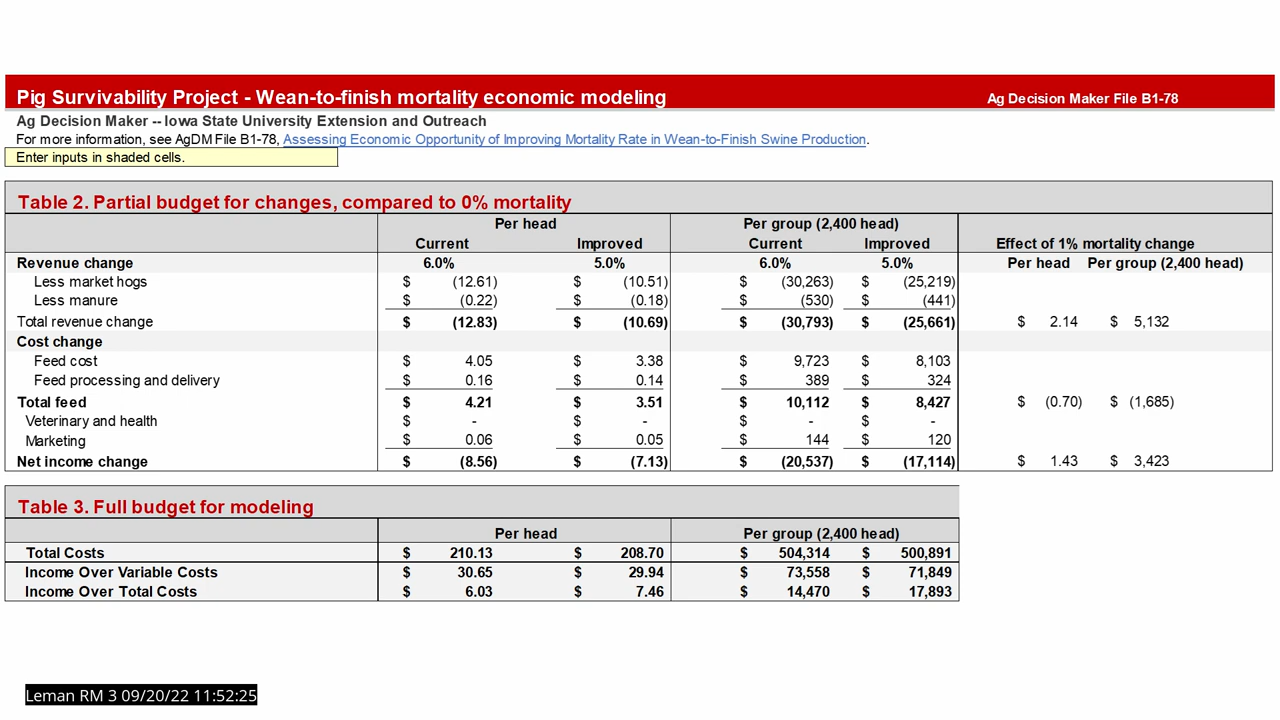 Pig Survivability Project - Wean-to-finish mortality economic modeling Ag Decision Maker File B1-78
Ag Decision Maker -- Iowa State University Extension and Outreach
For more information, see AgDM File B1-78, Assessing Economic Opportunity of Improving Mortality Rate in Wean-to-Finish Swine Production.
Enter inputs in shaded cells.
Table 2. Partial budget for changes, compared to 0% mortality
Per head Per group (2,400 head)
Current Improved Current Improved Effect of 1% mortality change
Revenue change 6.0% 5.0% 6.0% 5.0% Per head Per group (2,400 head)
Less market hogs $ (12.61) $ (10.51) $ (30,263) $ (25,219)
Less manure $ (0.22) $ (0.18) $ (530) $ (441)
Total revenue change $ (12.83) $ (10.69) $ (30,793) $ (25,661) $ 2.14 $ 5,132
Cost change
Feed cost $ 4.05 $ 3.38 $ 9,723 $ 8,103
Feed processing and delivery $ 0.16 $ 0.14 $ 389 $ 324
Total feed $ 4.21 $ 3.51 $ 10,112 $ 8,427 $ (0.70) $ (1,685)
Veterinary and health $ - $ - $ - $ -
Marketing $ 0.06 $ 0.05 $ 144 $ 120
Net income change $ (8.56) $ (7.13) $ (20,537) $ (17,114) $ 1.43 $ 3,423
Table 3. Full budget for modeling
Per head Per group (2,400 head)
Total Costs $ 210.13 $ 208.70 $ 504,314 $ 500,891
Income Over Variable Costs $ 30.65 $ 29.94 $ 73,558 $ 71,849
Income Over Total Costs $ 6.03 $ 7.46 $ 14,470 $ 17,893
Leman RM 3 09/20/22 11:52:25